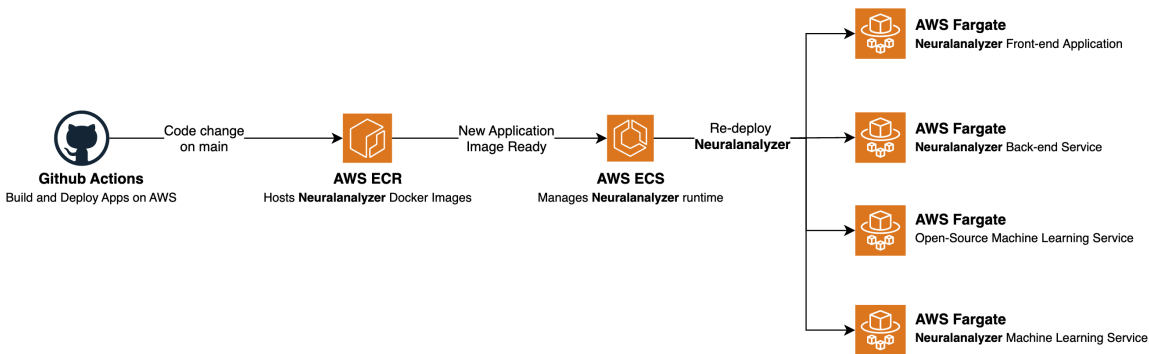 Github Actions
Build and Deploy Apps on AWS
Code change
on main
AWS ECR
Hosts Neuralanalyzer Docker Images
New Application
Image Ready
AWS ECS
Manages Neuralanalyzer runtime
Re-deploy
Neuralanalyzer
AWS Fargate
Neuralanalyzer Front-end Application
AWS Fargate
Neuralanalyzer Back-end Service
AWS Fargate
Open-Source Machine Learning Service
AWS Fargate
Neuralanalyzer Machine Learning Service